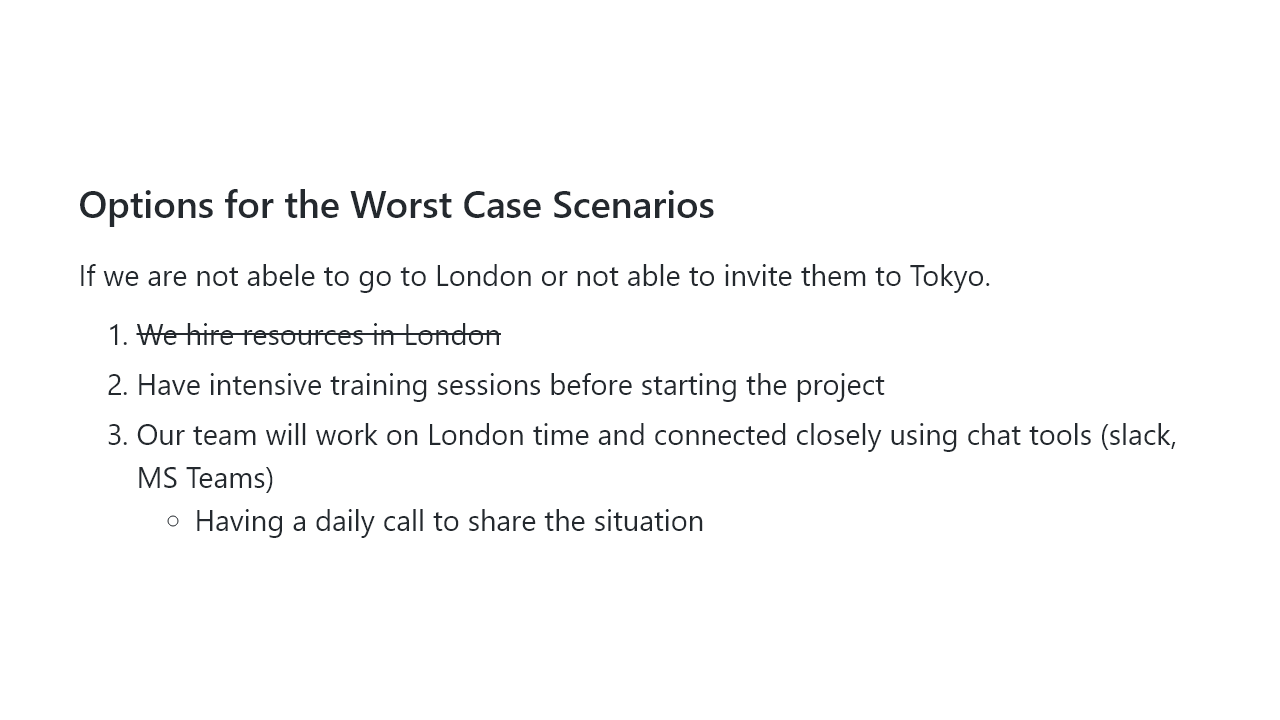 Options for the Worst Case Scenarios
If we are not abele to go to London or not able to invite them to Tokyo.
1. We hire resources in London
2. Have intensive training sessions before starting the project
3. Our team will work on London time and connected closely using chat tools (slack,
MS Teams)
○ Having a daily call to share the situation